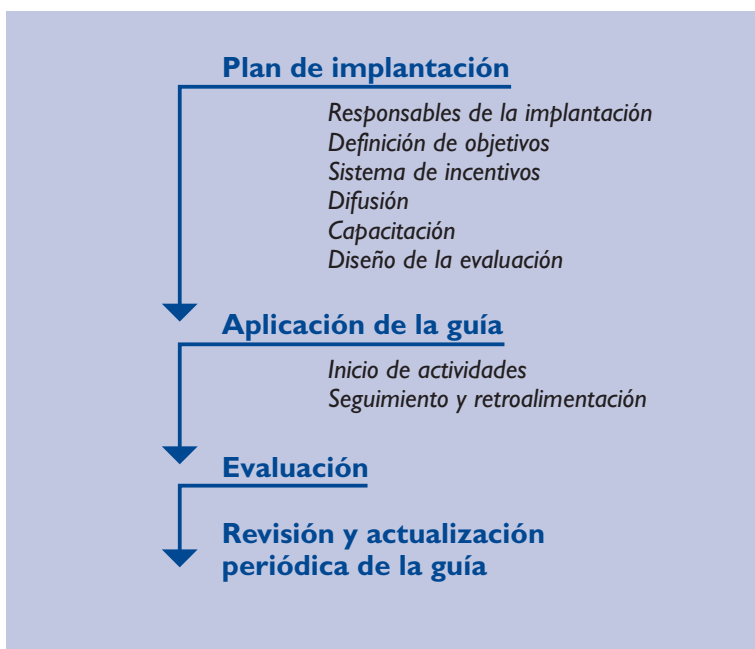 Plan de implantación
Responsables de la implantación
Definición de objetivos
Sistema de incentivos
Difusión
Capacitación
Diseño de la evaluación
Aplicación de la guía
Inicio de actividades
Seguimiento y retroalimentación
Evaluación
Revisión y actualización
periódica de la guía